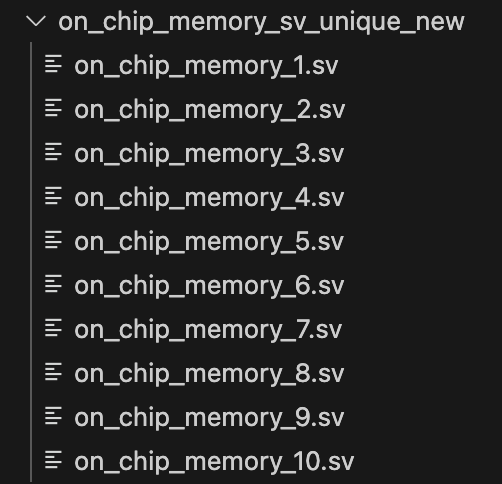 on_chip_memory_sv_unique_new
on_chip_memory_1.sv
on_chip_memory_2.sv
on_chip_memory_3.sv
on_chip_memory_4.sv
on_chip_memory_5.sv
on_chip_memory_6.sv
on_chip_memory_7.sv
on_chip_memory_8.sv
on_chip_memory_9.sv
on_chip_memory_10.sv